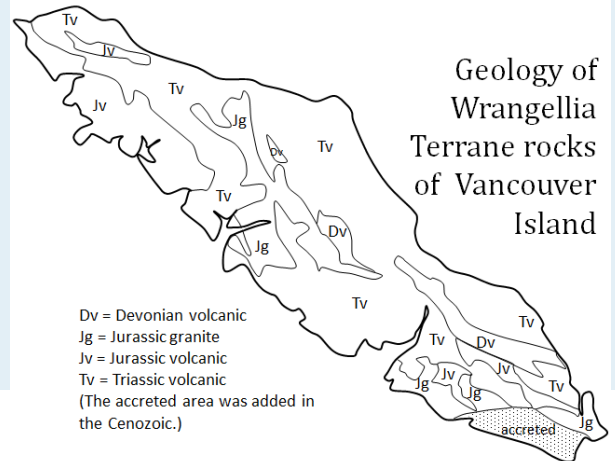 Geology of
Wrangellia
Terrane rocks
of Vancouver
Island
Tv
Jv
Tv
Jv
Jg
Dv
Tv
Tv
Dv
Jg
Tv
Tv
Tv
Dv
Jv
Jv
Tv
Jg
Jg
Jg
accreted
Dv = Devonian volcanic
Jg = Jurassic granite
Jv = Jurassic volcanic
Tv = Triassic volcanic
(The accreted area was added in
the Cenozoic.)